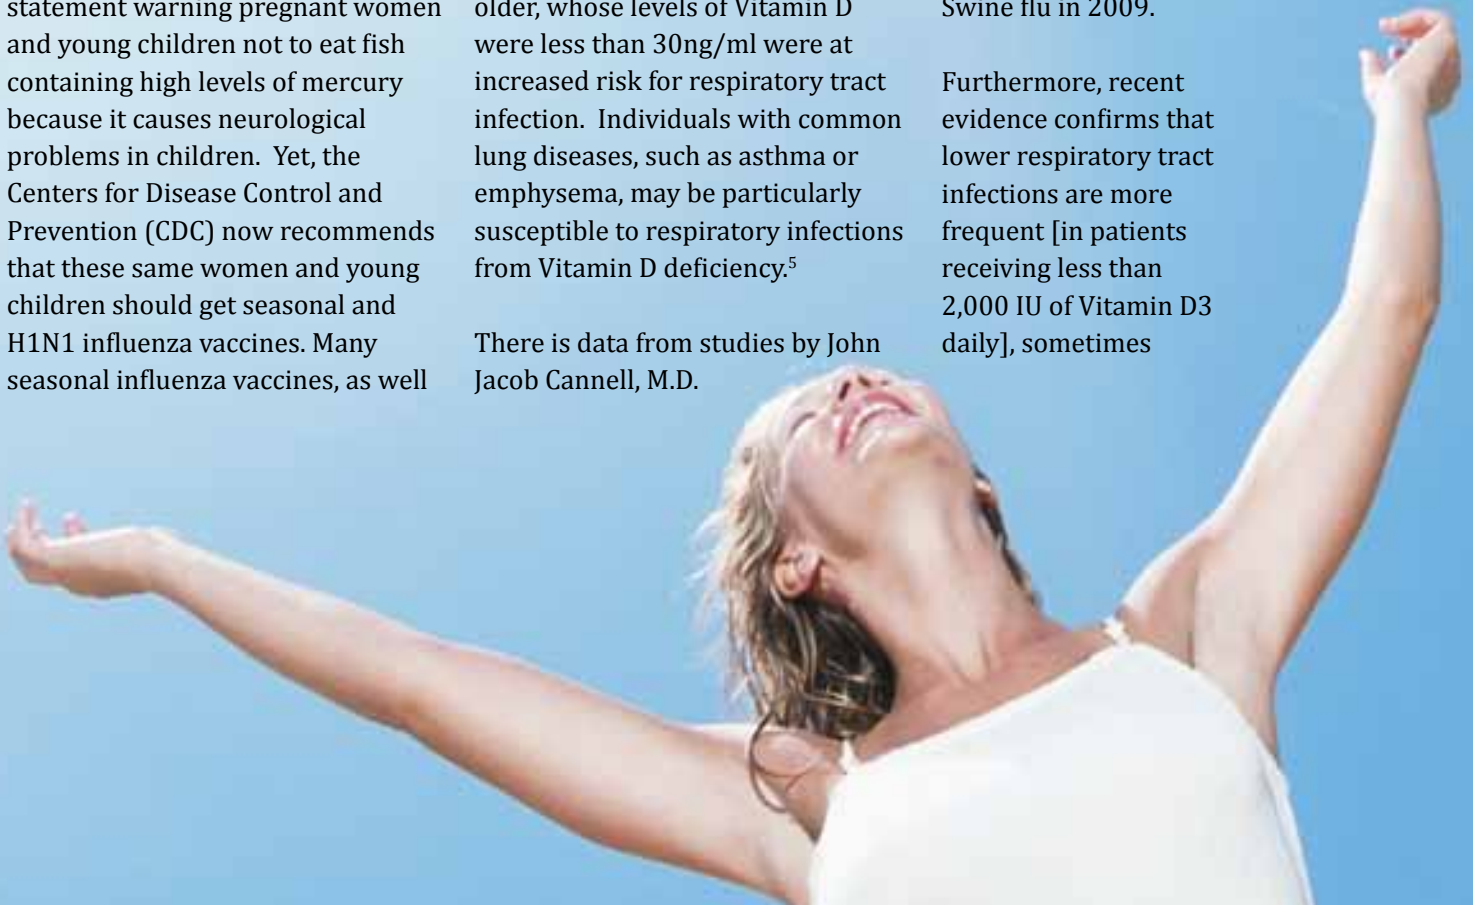 statement warning pregnant women
and young children not to eat fish
containing high levels of mercury
because it causes neurological
problems in children.  Yet, the
Centers for Disease Control and
Prevention (CDC) now recommends
that these same women and young
children should get seasonal and
H1N1 influenza vaccines. Many
seasonal influenza vaccines, as well
older, whose levels of Vitamin D
were less than 30ng/ml were at
increased risk for respiratory tract
infection.  Individuals with common
lung diseases, such as asthma or
emphysema, may be particularly
susceptible to respiratory infections
from Vitamin D deficiency.5
There is data from studies by John
Jacob Cannell, M.D.
Swine flu in 2009.
Furthermore, recent
evidence confirms that
lower respiratory tract
infections are more
frequent [in patients
receiving less than
2,000 IU of Vitamin D3
daily], sometimes